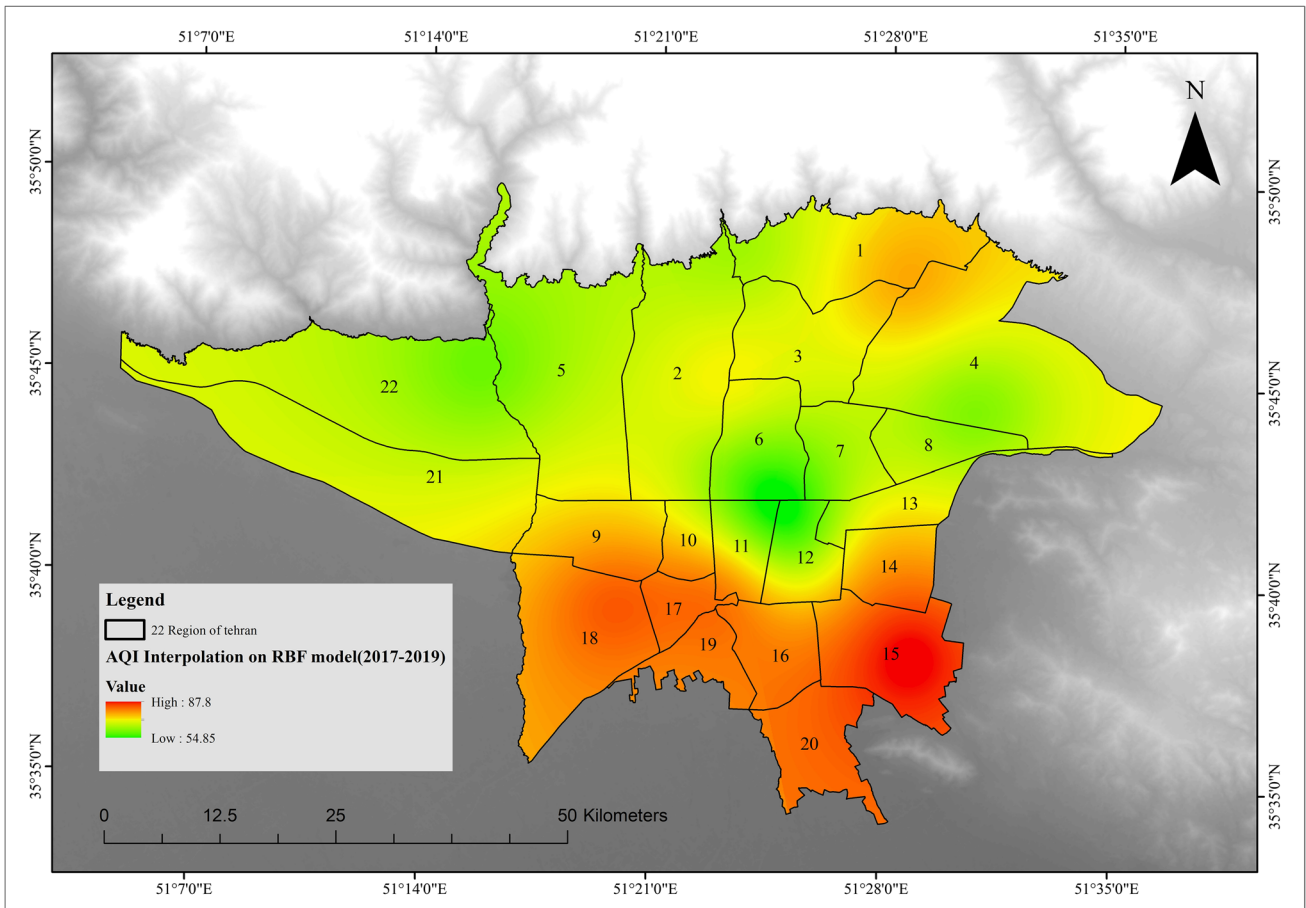 51°7'0"E 51°14'0"E 51°21'0"E 51°28'0"E 51°35'0"E
N
35°50'0"N 35°50'0"N
1
35°45'0"N 22 5 2 3 4 35°45'0"N
6 7 8
21 13
9 10 11 12 14
35°40'0"N 35°40'0"N
17
18 19 16 15
20
Legend
22 Region of tehran
AQI Interpolation on RBF model(2017-2019)
Value
High : 87.8
Low : 54.85
35°35'0"N 35°35'0"N
0 12.5 25 50 Kilometers
51°7'0"E 51°14'0"E 51°21'0"E 51°28'0"E 51°35'0"E